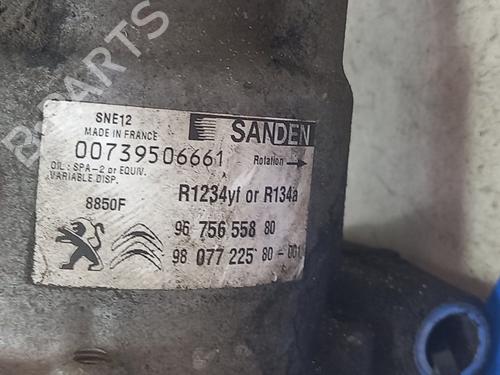 SNE12
MADE IN FRANCE
SANDEN
00739506661
Rotation
OIL : SPA-2 or EQUIV.
VARIABLE DISP.
8850F
R1234yf or R134a
96 756 558 80
98 077 225 80 - 001
B-PARTS